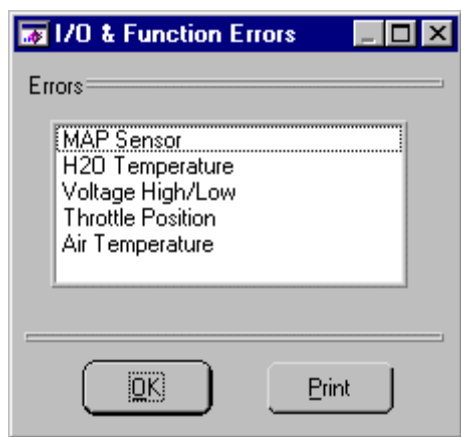 I/O & Function Errors
Errors
MAP Sensor
H2O Temperature
Voltage High/Low
Throttle Position
Air Temperature
OK
Print